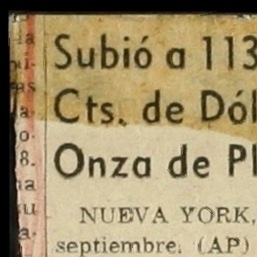 Subió a 113
Cts. de Dól
Onza de Pl
NUEVA YORK,
septiembre. (AP)